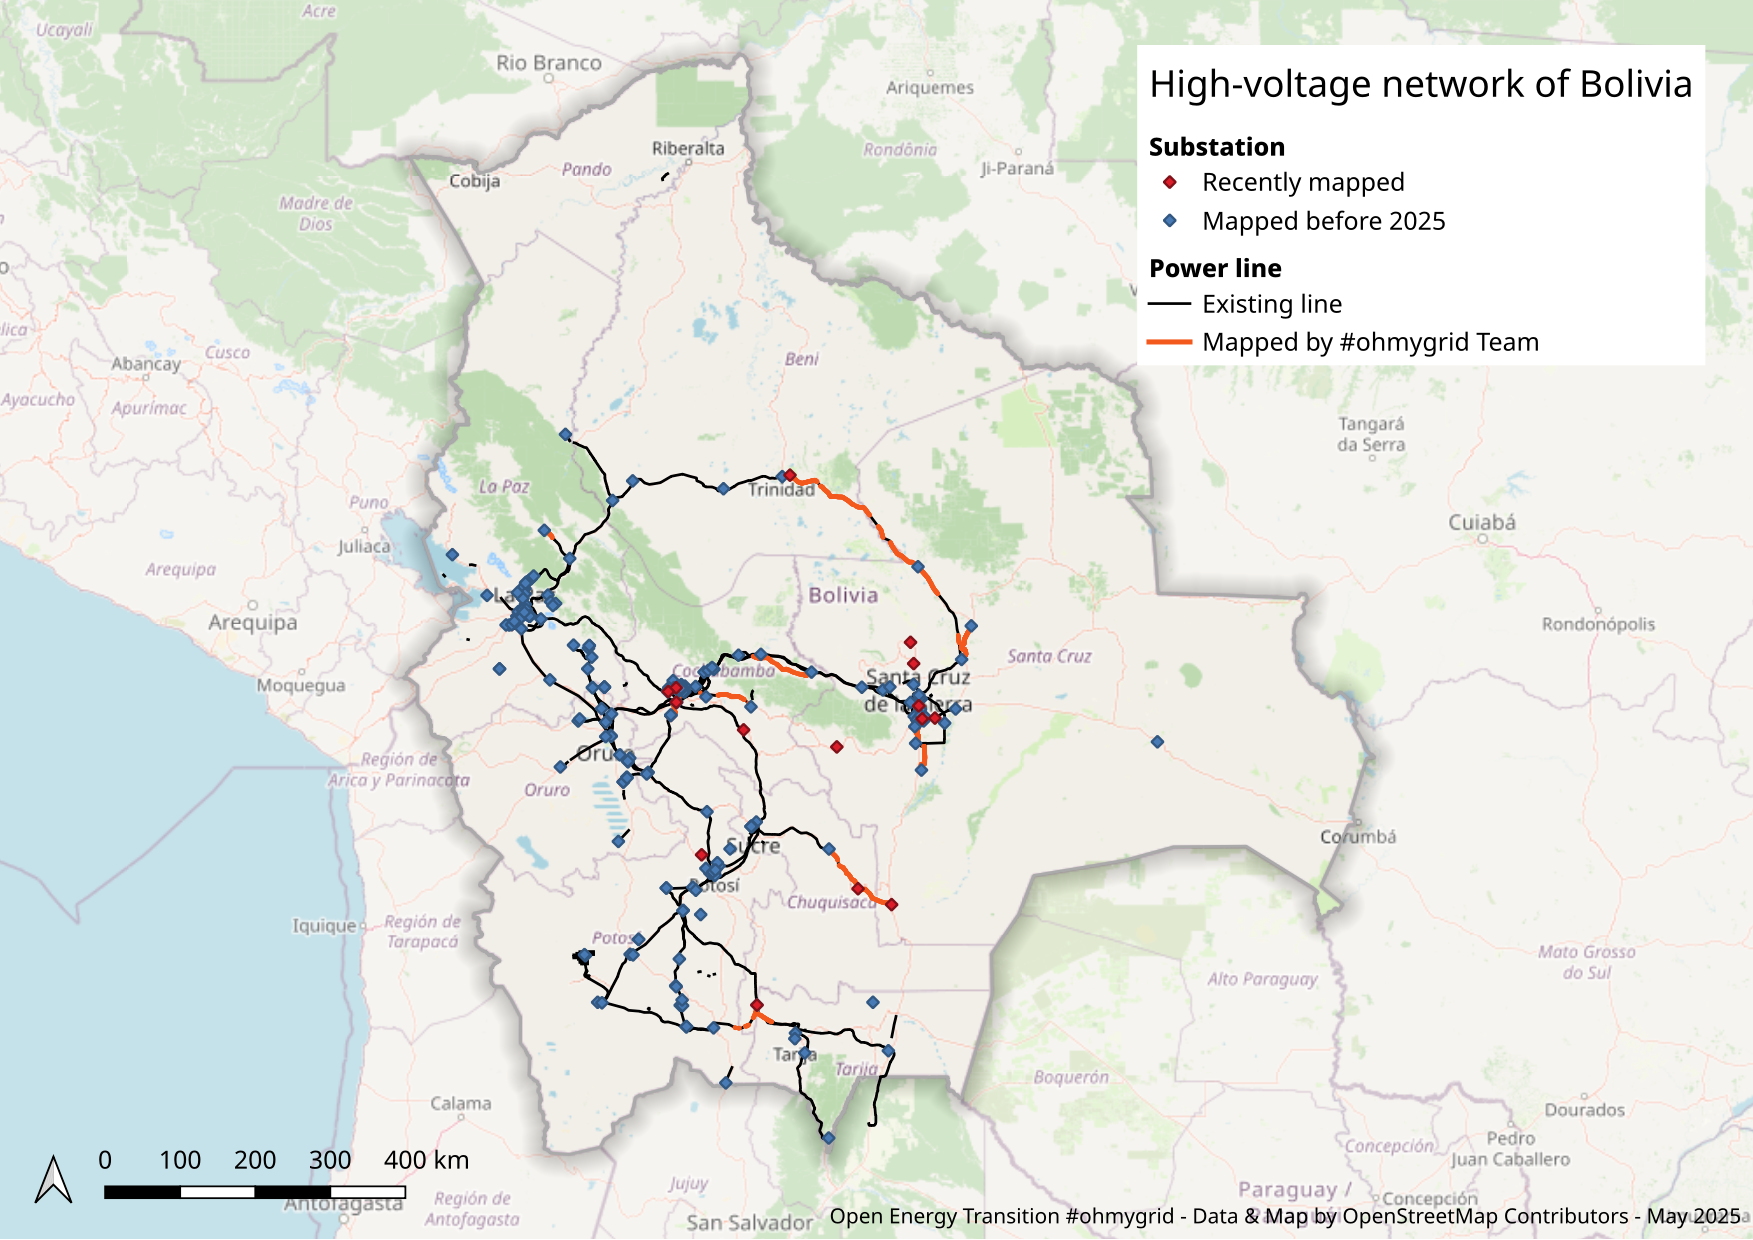 High-voltage network of Bolivia
Substation
Recently mapped
Mapped before 2025
Power line
Existing line
Mapped by #ohmygrid Team
Acre
Ucayali
Rio Branco
Ariquemes
Riberalta
Rondônia
Ji-Paraná
Pando
Cobija
Madre de
Dios
Cusco
Abancay
Beni
Ayacucho
Apurímac
Tangará
da Serra
La Paz
Trinidad
Puno
Juliaca
Cuiabá
Arequipa
Bolivia
Arequipa
Rondonópolis
Santa Cruz
Cochabamba
Santa Cruz
de la Sierra
Moquegua
Región de
Arica y Parinacota
Oruro
Oruro
Corumbá
Sucre
Potosí
Chuquisaca
Iquique
Región de
Tarapacá
Potosí
Mato Grosso
do Sul
Alto Paraguay
Tarija
Tarija
Boquerón
Calama
Dourados
Pedro
Juan Caballero
Concepción
0 100 200 300 400 km
Antofagasta
Región de
Antofagasta
Jujuy
San Salvador
Paraguay /
Concepción
Open Energy Transition #ohmygrid - Data & Map by OpenStreetMap Contributors - May 2025